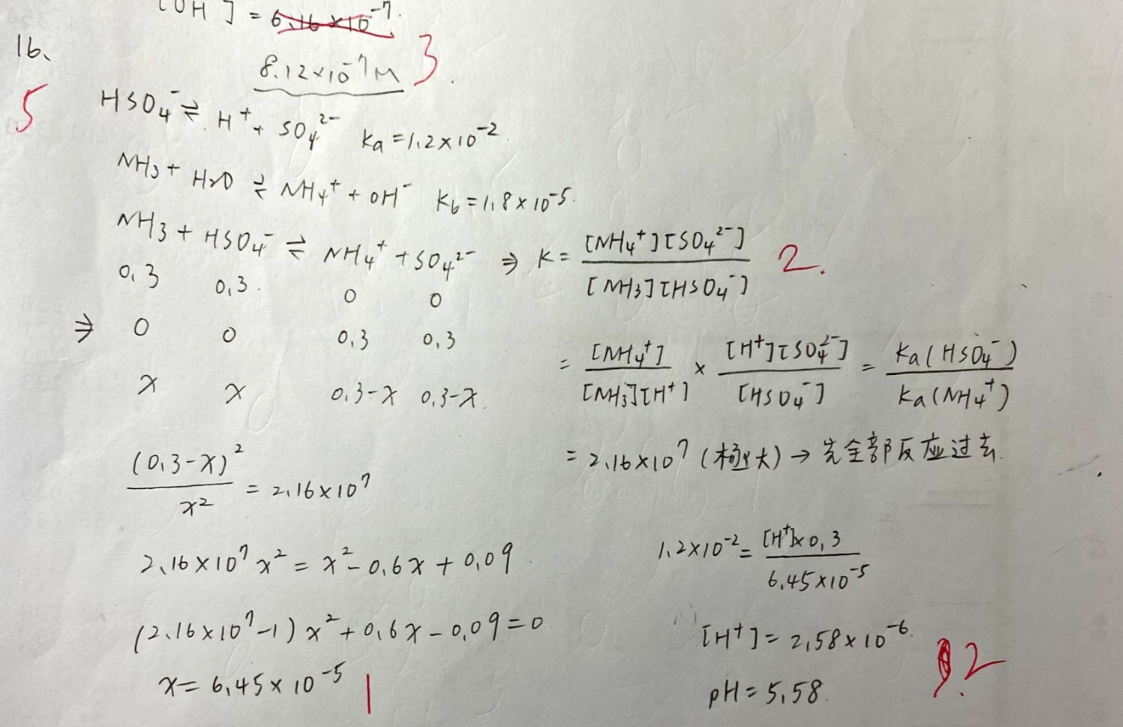 [OH⁻] = 6.16×10⁻⁷.
16、
8.12×10⁻⁷M 3.
5
HSO₄⁻ ⇌ H⁺ + SO₄²⁻ Ka = 1.2×10⁻².
NH₃ + H₂O ⇌ NH₄⁺ + OH⁻ K_b = 1.8×10⁻⁵.
NH₃ + HSO₄⁻ ⇌ NH₄⁺ + SO₄²⁻ ⇒ K = [NH₄⁺][SO₄²⁻] / [NH₃][HSO₄⁻] 2.
0.3 0.3. 0 0
⇒ 0 0 0.3 0.3
x x 0.3-x 0.3-x.
= [NH₄⁺] / [NH₃][H⁺] × [H⁺][SO₄²⁻] / [HSO₄⁻] = Ka(HSO₄⁻) / Ka(NH₄⁺)
= 2.16×10⁷ (極大) → 先全部反应过去.
(0.3-x)² / x² = 2.16×10⁷
2.16×10⁷x² = x²-0.6x+0.09
(2.16×10⁷-1)x²+0.6x-0.09=0
x = 6.45×10⁻⁵ 1
1.2×10⁻² = [H⁺]×0.3 / 6.45×10⁻⁵
[H⁺] = 2.58×10⁻⁶.
pH = 5.58. 2